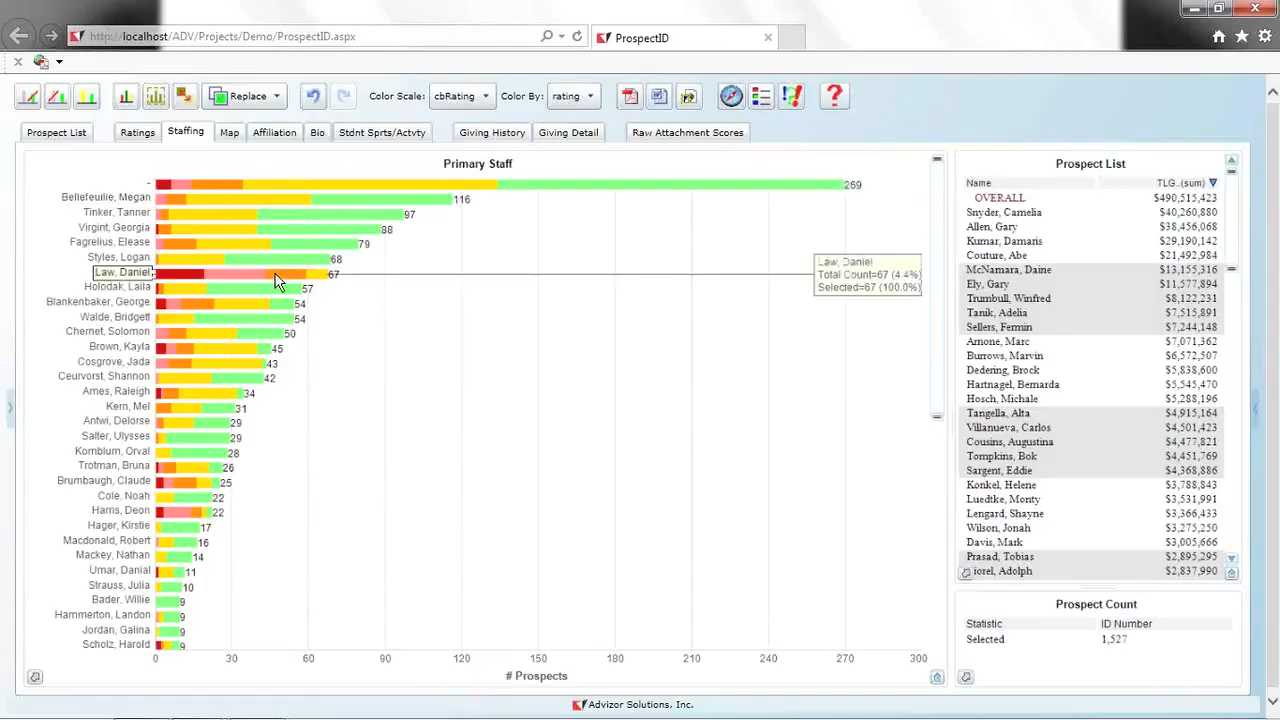 http://localhost/ADV/Projects/Demo/ProspectID.aspx
ProspectID
Replace
Color Scale: cbRating
Color By: rating
Prospect List
Ratings
Staffing
Map
Affiliation
Bio
Stdnt Sprts/Actvty
Giving History
Giving Detail
Raw Attachment Scores
Primary Staff
- 269
Bellefeuille, Megan 116
Tinker, Tanner 97
Virgint, Georgia 88
Fagrelius, Elease 79
Styles, Logan 68
Law, Daniel 67
Holodak, Laila 57
Blankenbaker, George 54
Walde, Bridgett 54
Chernet, Solomon 50
Brown, Kayla 45
Cosgrove, Jada 43
Ceurvorst, Shannon 42
Ames, Raleigh 34
Kern, Mel 31
Antwi, Delorse 29
Salter, Ulysses 29
Komblum, Orval 28
Trotman, Bruna 26
Brumbaugh, Claude 25
Cole, Noah 22
Harris, Deon 22
Hager, Kirstie 17
Macdonald, Robert 16
Mackey, Nathan 14
Umar, Danial 11
Strauss, Julia 10
Bader, Willie 9
Hammerton, Landon 9
Jordan, Galina 9
Scholz, Harold 9
0 30 60 90 120 150 180 210 240 270 300
# Prospects
Law, Daniel
Total Count=67 (4.4%)
Selected=67 (100.0%)
Prospect List
Name TLG..(sum)
OVERALL $490,515,423
Snyder, Camelia $40,260,880
Allen, Gary $38,456,068
Kumar, Damaris $29,190,142
Couture, Abe $21,492,984
McNamara, Daine $13,155,316
Ely, Gary $11,577,894
Trumbull, Winfred $8,122,231
Tanik, Adelia $7,515,891
Sellers, Fermin $7,244,148
Amone, Marc $7,071,362
Burrows, Marvin $6,572,507
Dedering, Brock $5,838,600
Hartnagel, Bemarda $5,545,470
Hosch, Michale $5,288,196
Tangella, Alta $4,915,164
Villanueva, Carlos $4,501,423
Cousins, Augustina $4,477,821
Tompkins, Bok $4,451,769
Sargent, Eddie $4,368,886
Konkel, Helene $3,788,843
Luedtke, Monty $3,531,991
Lengard, Shayne $3,366,433
Wilson, Jonah $3,275,250
Davis, Mark $3,005,666
Prasad, Tobias $2,895,295
iorel, Adolph $2,837,990
Prospect Count
Statistic ID Number
Selected 1,527
Advizor Solutions, Inc.